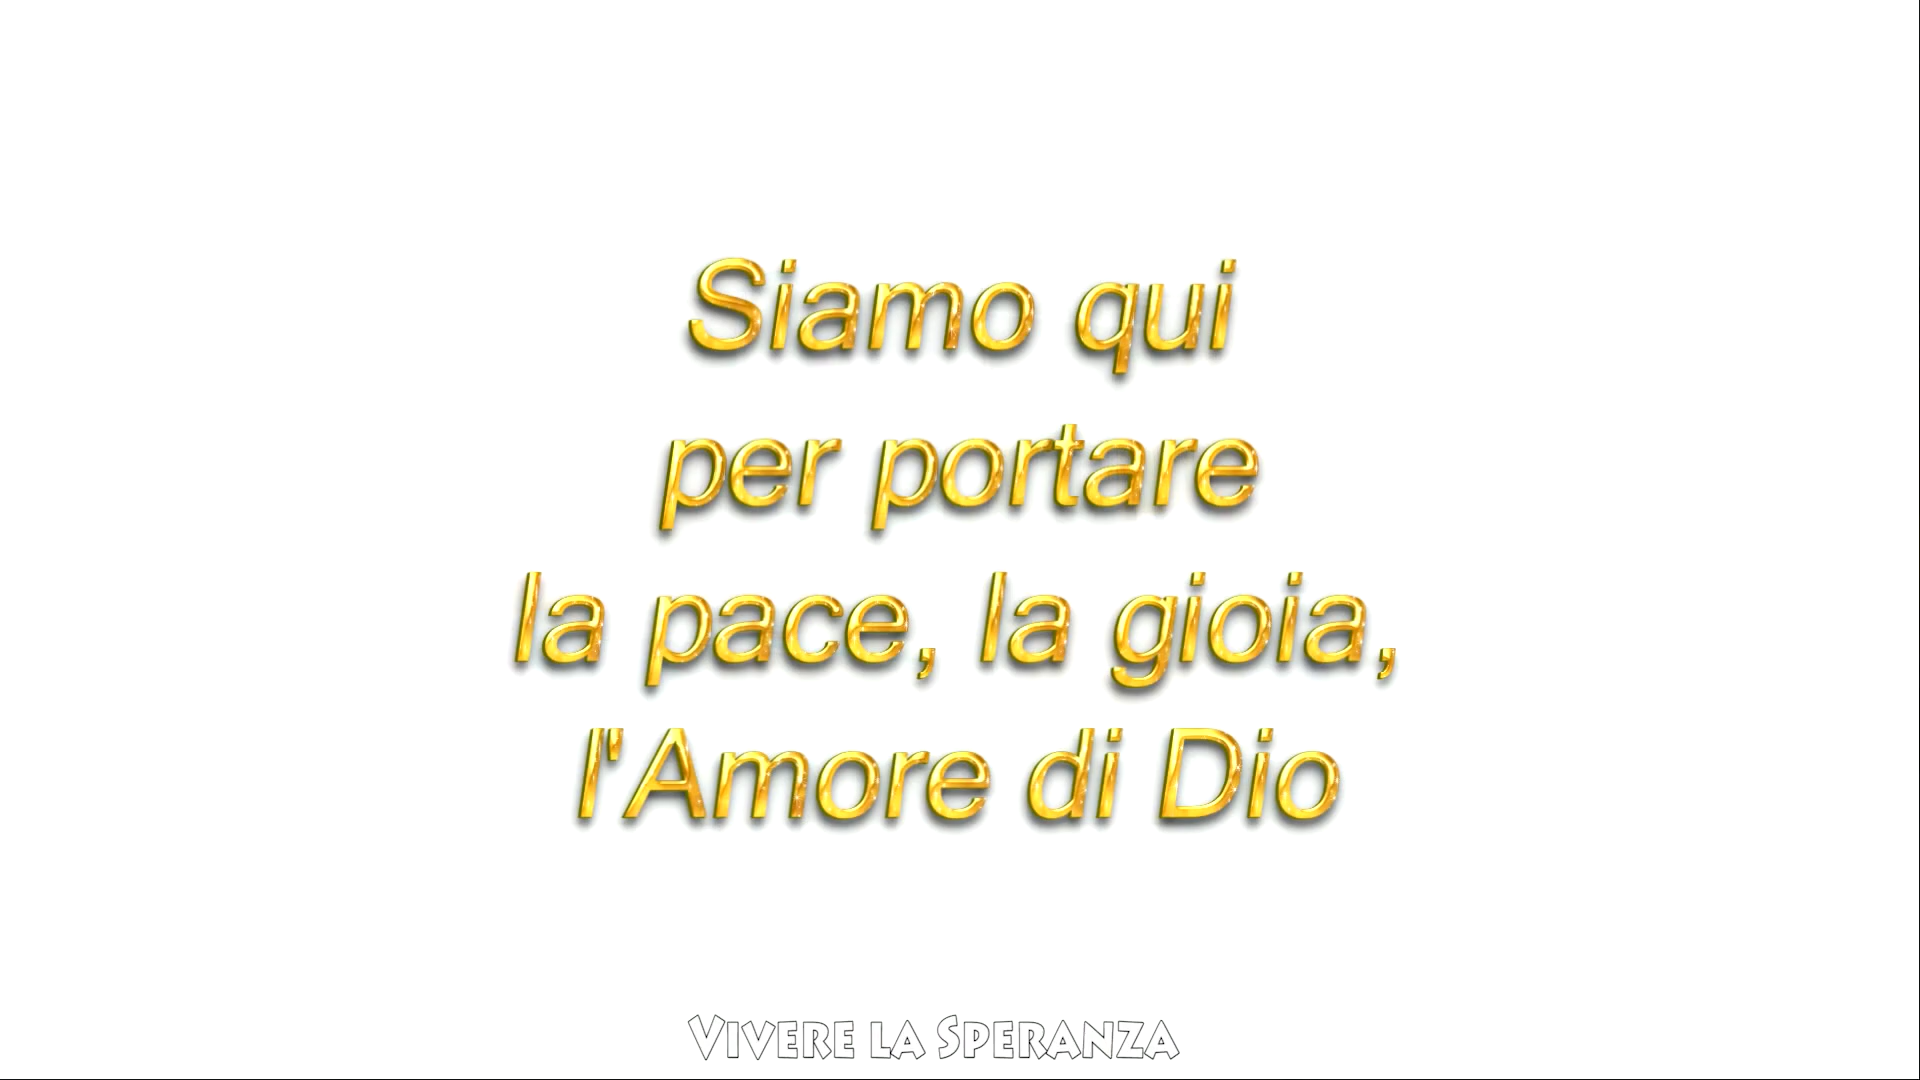 Siamo qui
per portare
la pace, la gioia,
l'Amore di Dio
VIVERE LA SPERANZA